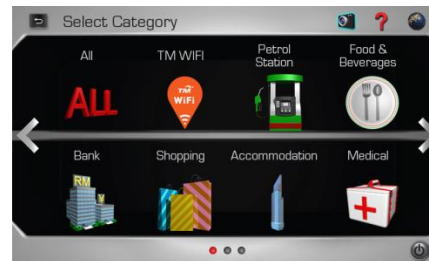 Select Category
?
All
TM WIFI
Petrol
Station
Food &
Beverages
ALL
TM
WiFi
Bank
Shopping
Accommodation
Medical
RM